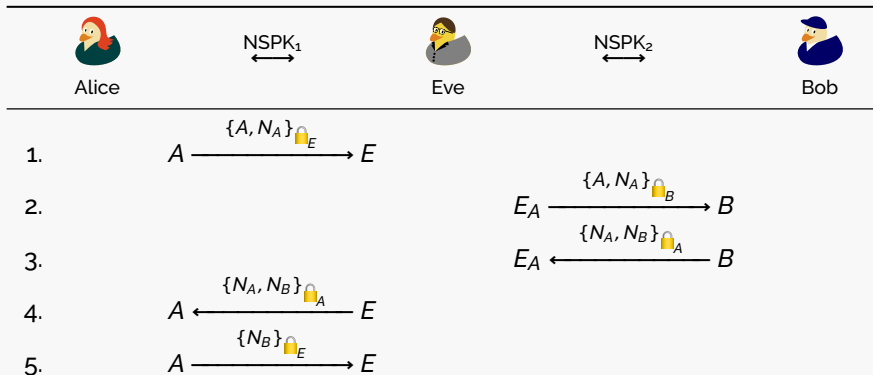 NSPK₁ NSPK₂
⟷ ⟷
Alice Eve Bob
{A, N_A}🔒_E
1. A ⟶ E
{A, N_A}🔒_B
2. E_A ⟶ B
{N_A, N_B}🔒_A
3. E_A ⟵ B
{N_A, N_B}🔒_A
4. A ⟵ E
{N_B}🔒_E
5. A ⟶ E